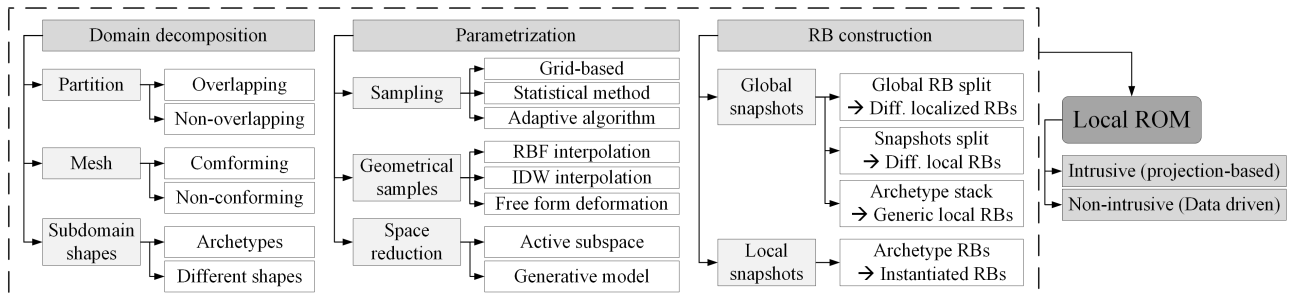 Domain decomposition
Partition
Overlapping
Non-overlapping
Mesh
Comforming
Non-conforming
Subdomain
shapes
Archetypes
Different shapes
Parametrization
Sampling
Grid-based
Statistical method
Adaptive algorithm
Geometrical
samples
RBF interpolation
IDW interpolation
Free form deformation
Space
reduction
Active subspace
Generative model
RB construction
Global
snapshots
Global RB split
→ Diff. localized RBs
Snapshots split
→ Diff. local RBs
Archetype stack
→ Generic local RBs
Local
snapshots
Archetype RBs
→ Instantiated RBs
Local ROM
Intrusive (projection-based)
Non-intrusive (Data driven)